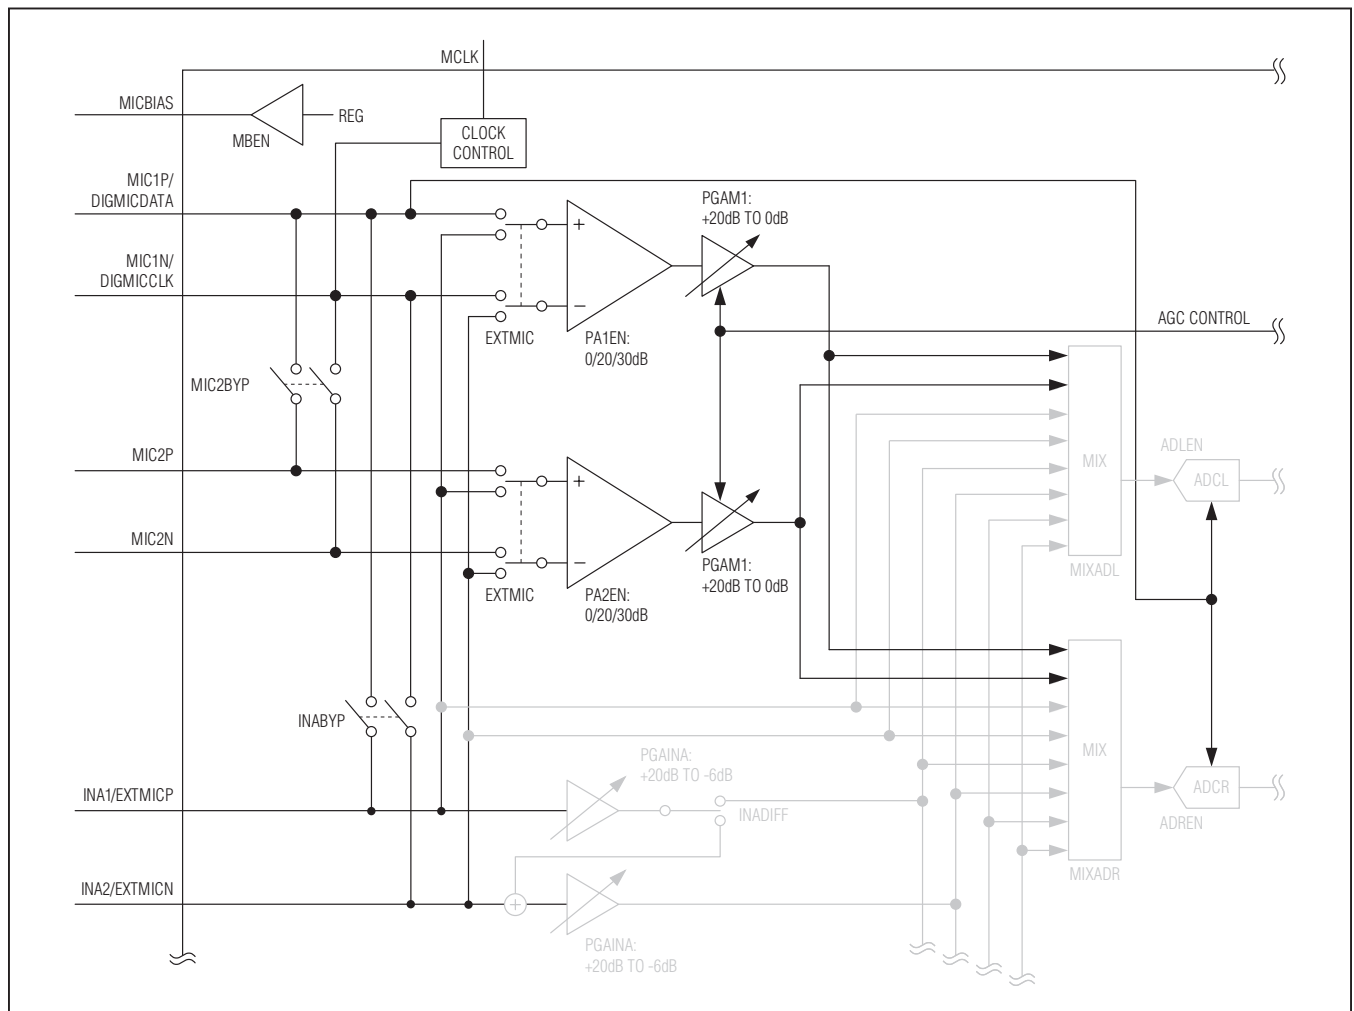 MCLK
MICBIAS
REG
MBEN
CLOCK
CONTROL
MIC1P/
DIGMICDATA
PGAM1:
+20dB TO 0dB
MIC1N/
DIGMICCLK
+
−
EXTMIC
PA1EN:
0/20/30dB
AGC CONTROL
MIC2BYP
MIC2P
+
MIX
ADLEN
ADCL
MIC2N
−
EXTMIC
PA2EN:
0/20/30dB
PGAM1:
+20dB TO 0dB
MIXADL
INABYP
MIX
PGAINA:
+20dB TO -6dB
INA1/EXTMICP
INADIFF
ADCR
ADREN
MIXADR
INA2/EXTMICN
+
PGAINA:
+20dB TO -6dB